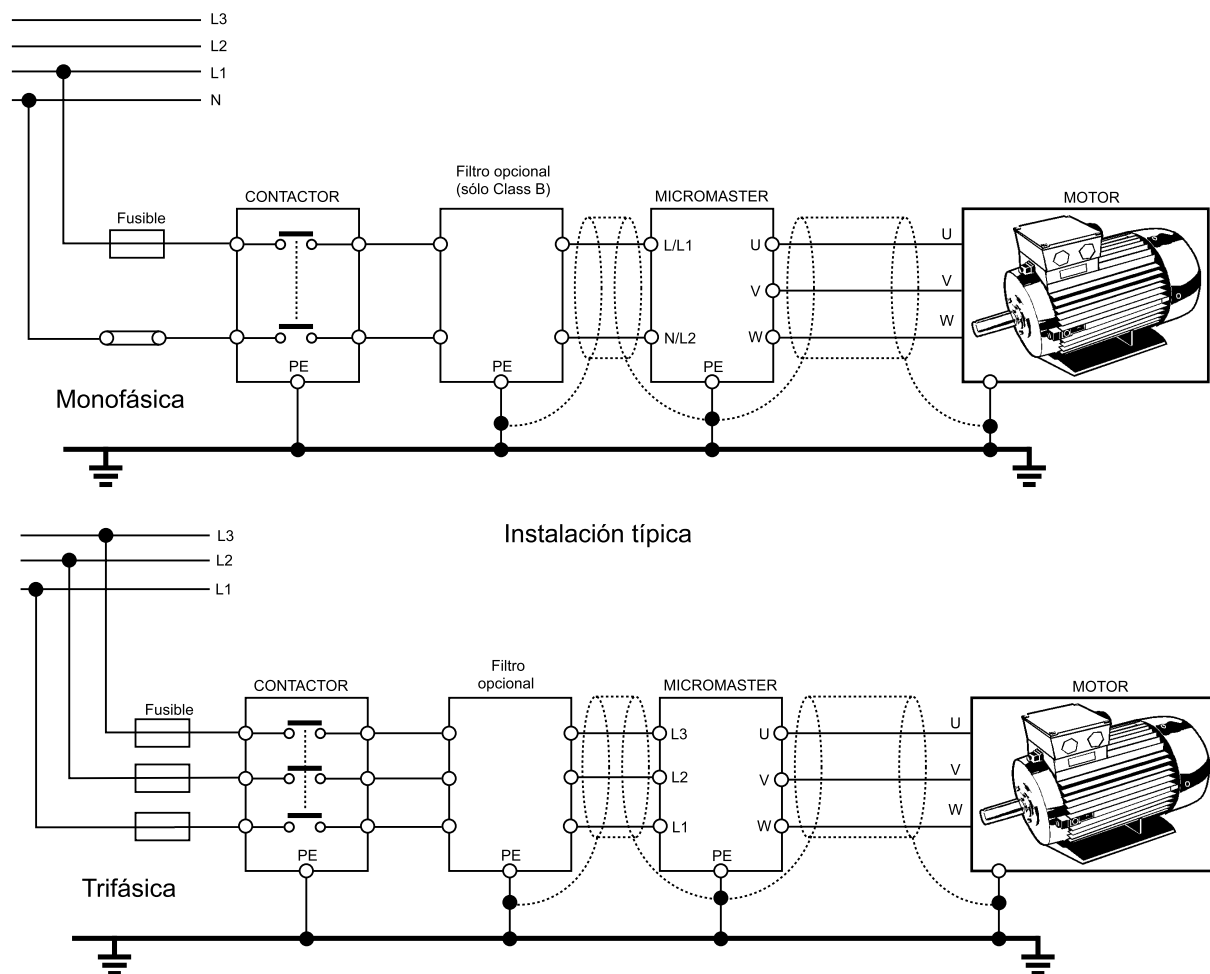 L3
L2
L1
N
Filtro opcional
(sólo Class B)
CONTACTOR
MICROMASTER
MOTOR
Fusible
L/L1
U
U
V
V
W
N/L2
W
PE
PE
PE
Monofásica
Instalación típica
L3
L2
L1
Filtro
opcional
CONTACTOR
MICROMASTER
MOTOR
Fusible
L3
U
U
L2
V
V
W
L1
W
PE
PE
PE
Trifásica